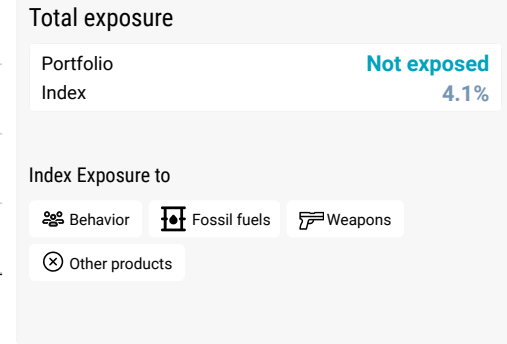 Total exposure
Portfolio Not exposed
Index 4.1%
Index Exposure to
Behavior Fossil fuels Weapons
Other products